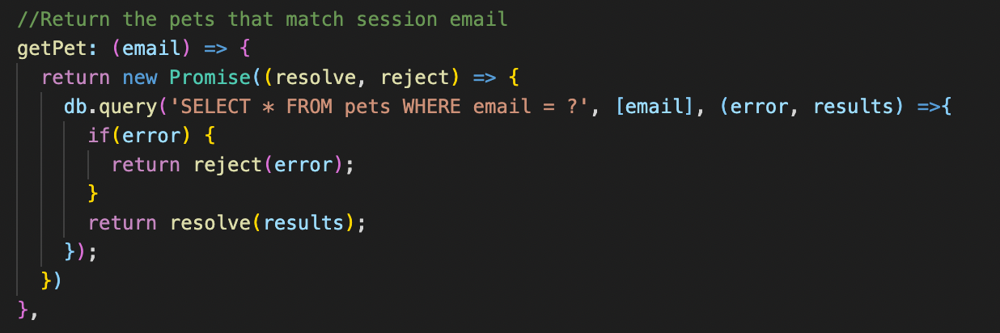 //Return the pets that match session email
getPet: (email) => {
return new Promise((resolve, reject) => {
db.query('SELECT * FROM pets WHERE email = ?', [email], (error, results) =>{
if(error) {
return reject(error);
}
return resolve(results);
});
})
},